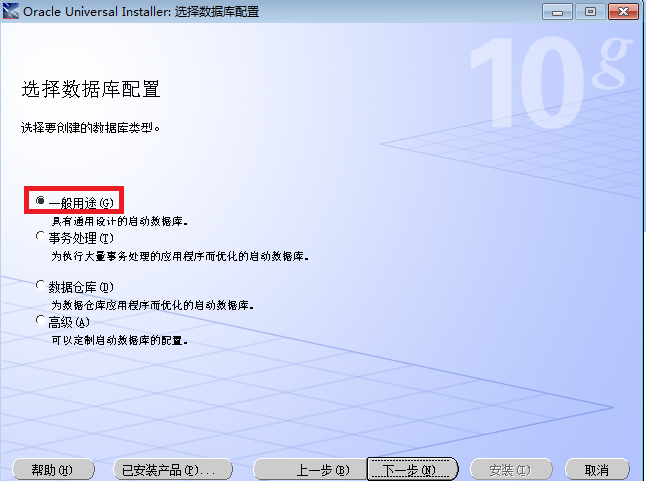 Oracle Universal Installer: 选择数据库配置
10g
选择数据库配置
选择要创建的数据库类型。
一般用途(G)
具有通用设计的启动数据库。
事务处理(T)
为执行大量事务处理的应用程序而优化的启动数据库。
数据仓库(D)
为数据仓库应用程序而优化的启动数据库。
高级(A)
可以定制启动数据库的配置。
帮助(H) 已安装产品(P)... 上一步(B) 下一步(N) 安装(I) 取消